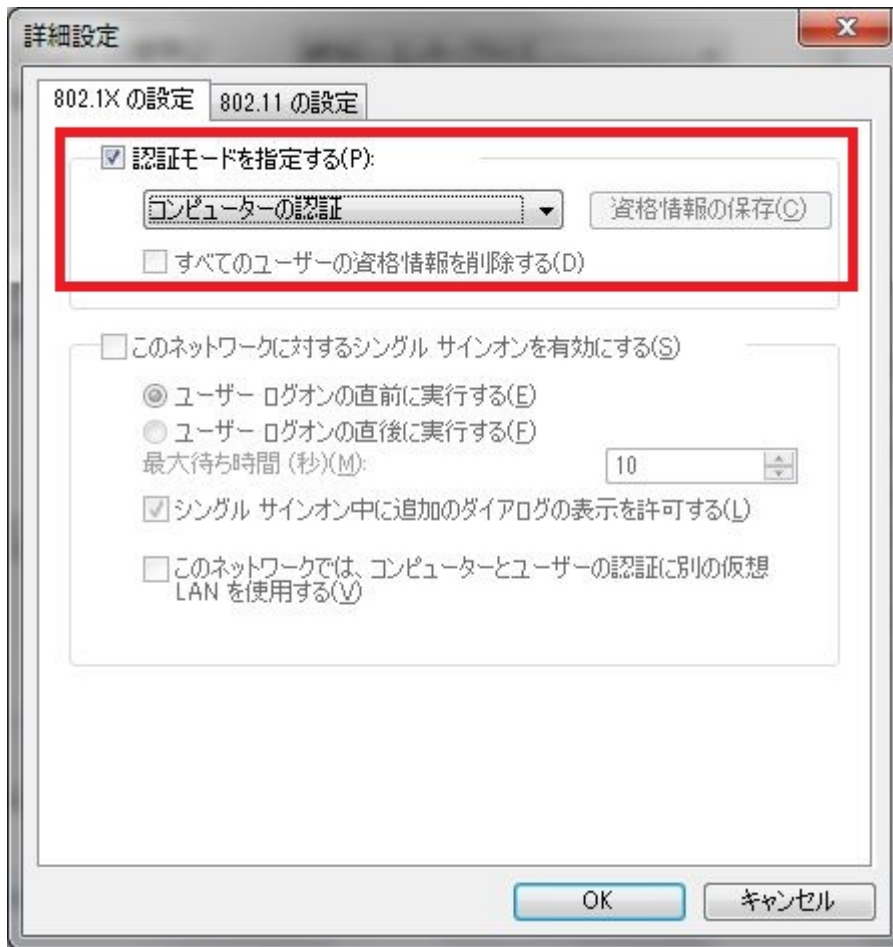 詳細設定
802.1X の設定
802.11 の設定
認証モードを指定する(P):
コンピューターの認証
資格情報の保存(C)
すべてのユーザーの資格情報を削除する(D)
このネットワークに対するシングル サインオンを有効にする(S)
ユーザー ログオンの直前に実行する(E)
ユーザー ログオンの直後に実行する(F)
最大待ち時間 (秒)(M):
10
シングル サインオン中に追加のダイアログの表示を許可する(L)
このネットワークでは、コンピューターとユーザーの認証に別の仮想
LAN を使用する(V)
OK
キャンセル